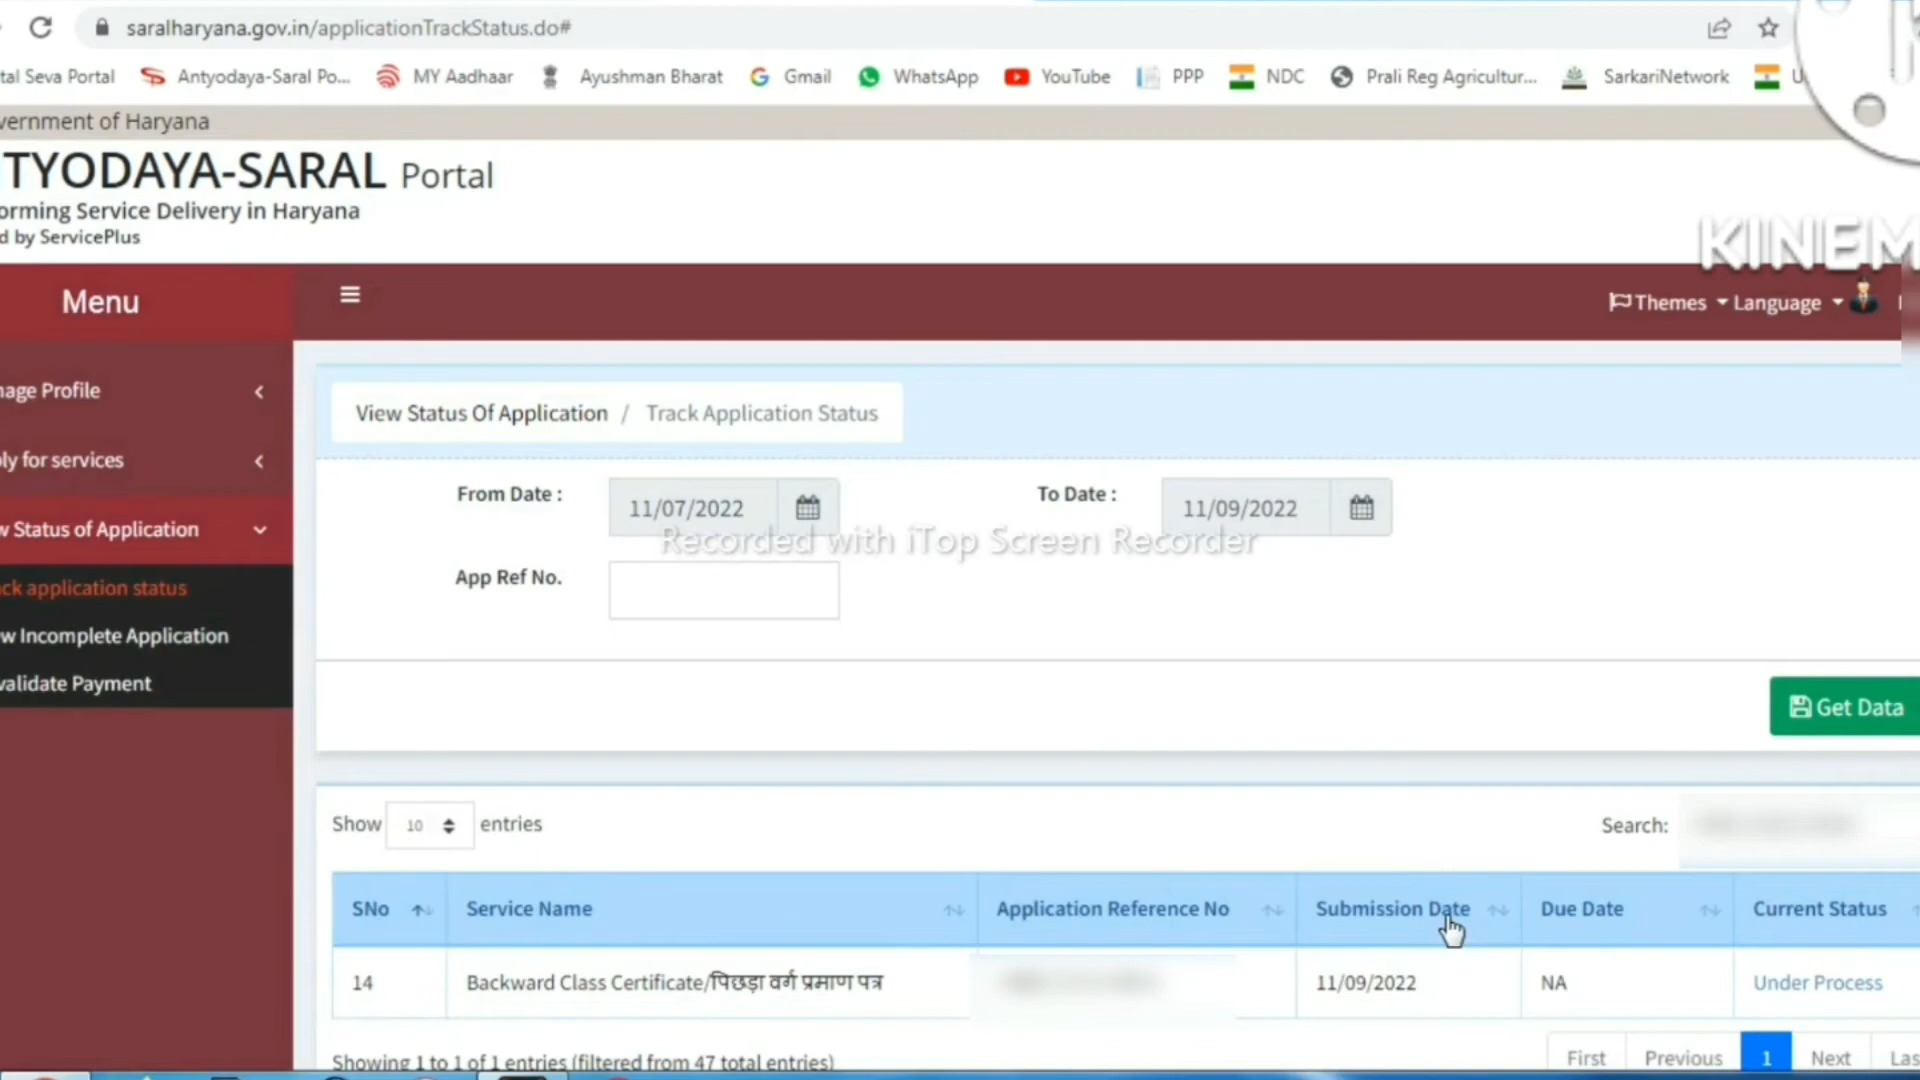 saralharyana.gov.in/applicationTrackStatus.do#
tal Seva Portal Antyodaya-Saral Po... MY Aadhaar Ayushman Bharat Gmail WhatsApp YouTube PPP NDC Prali Reg Agricultur... SarkariNetwork U
vernment of Haryana
TYODAYA-SARAL Portal
orming Service Delivery in Haryana
d by ServicePlus
KINEM
Menu
Themes Language
nage Profile
View Status Of Application / Track Application Status
ly for services
From Date : 11/07/2022 To Date : 11/09/2022
w Status of Application
Recorded with iTop Screen Recorder
App Ref No.
ck application status
w Incomplete Application
validate Payment
Get Data
Show 10 entries Search:
SNo Service Name Application Reference No Submission Date Due Date Current Status
14 Backward Class Certificate/पिछड़ा वर्ग प्रमाण पत्र 11/09/2022 NA Under Process
Showing 1 to 1 of 1 entries (filtered from 47 total entries) First Previous 1 Next Las